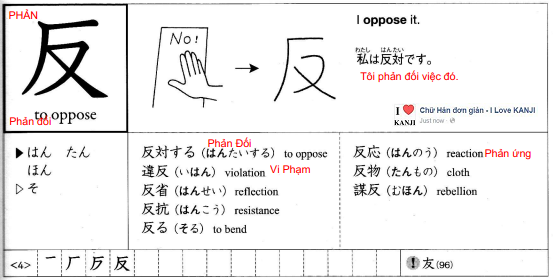 PHẢN
反
to oppose
Phản đối
No!
反
I oppose it.
わたし はんたい
私は反対です。
Tôi phản đối việc đó.
I ❤ KANJI
Chữ Hán đơn giản - I Love KANJI
Just now
▶はん たん
ほん
▷そ
Phản Đối
反対する（はんたいする）to oppose
違反（いはん）violation Vi Phạm
反省（はんせい）reflection
反抗（はんこう）resistance
反る（そる）to bend
反応（はんのう）reaction Phản ứng
反物（たんもの）cloth
謀反（むほん）rebellion
<4> 一 厂 反 反
! 友(96)